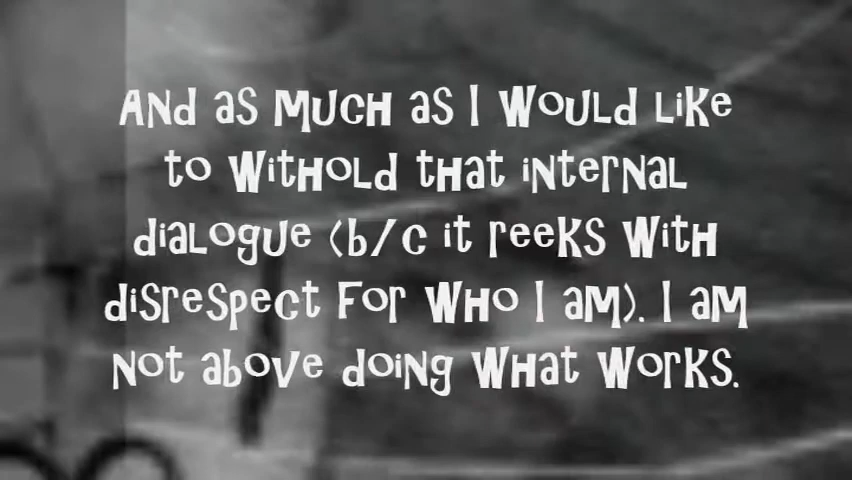 And as much as I would like
to withold that internal
dialogue (b/c it reeks with
disrespect for who I am). I am
not above doing what works.